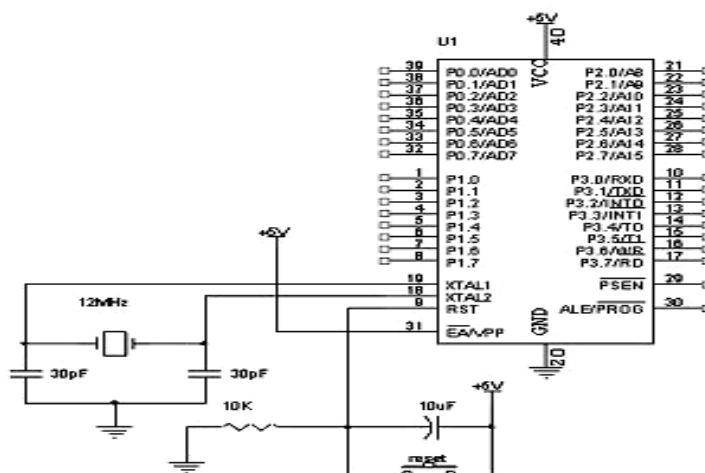 +5V
U1
40
VCC
39 P0.0/AD0 P2.0/A8 21
38 P0.1/AD1 P2.1/A9 22
37 P0.2/AD2 P2.2/A10 23
36 P0.3/AD3 P2.3/A11 24
35 P0.4/AD4 P2.4/A12 25
34 P0.5/AD5 P2.5/A13 26
33 P0.6/AD6 P2.6/A14 27
32 P0.7/AD7 P2.7/A15 28
1 P1.0 P3.0/RXD 10
2 P1.1 P3.1/TXD 11
3 P1.2 P3.2/INT0 12
4 P1.3 P3.3/INT1 13
5 P1.4 P3.4/T0 14
6 P1.5 P3.5/T1 15
7 P1.6 P3.6/WR 16
8 P1.7 P3.7/RD 17
+5V
19 XTAL1 PSEN 29
18 XTAL2
9 RST ALE/PROG 30
31 EA/VPP
GND
20
12MHz
30pF 30pF
+5V
10K 10uF
reset